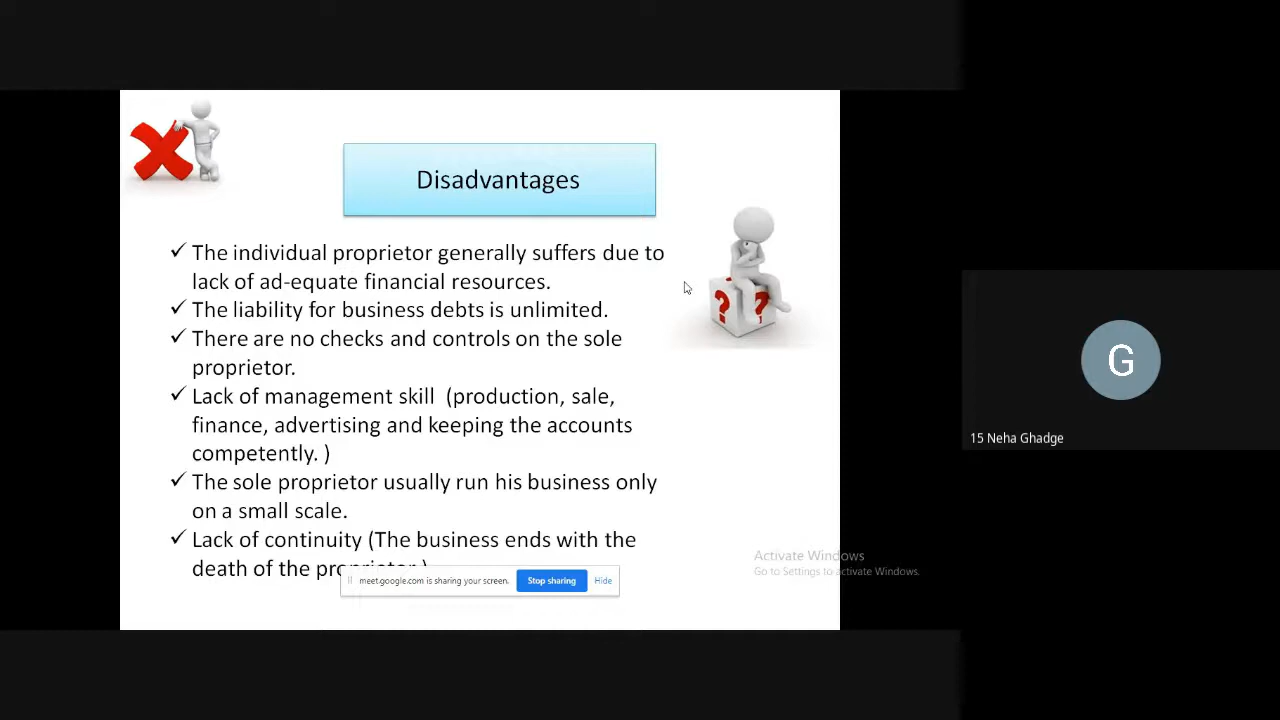 Disadvantages
✓ The individual proprietor generally suffers due to
lack of ad-equate financial resources.
✓ The liability for business debts is unlimited.
✓ There are no checks and controls on the sole
proprietor.
✓ Lack of management skill (production, sale,
finance, advertising and keeping the accounts
competently. )
✓ The sole proprietor usually run his business only
on a small scale.
✓ Lack of continuity (The business ends with the
death of the proprietor.)
meet.google.com is sharing your screen.
Stop sharing
Hide
? ?
Activate Windows
Go to Settings to activate Windows.
G
15 Neha Ghadge